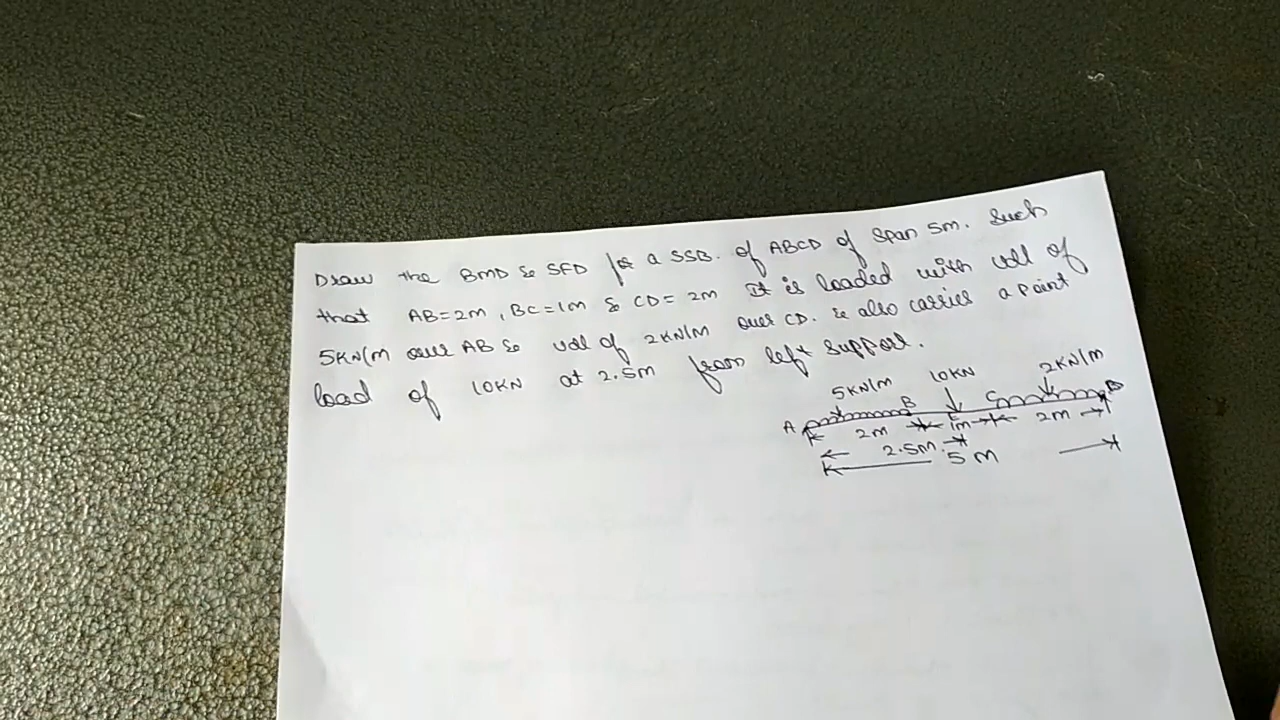 Draw the BMD & SFD for a SSB. of ABCD of Span 5m. Such
that AB=2m, BC=1m & CD=2m It is loaded with udl of
5KN/M over AB & udl of 2KN/M over CD. & also carries a point
load of 10KN at 2.5m from left support.
5KN/M 10KN 2KN/M
A B C D
2m 1m 2m
2.5m
5 m